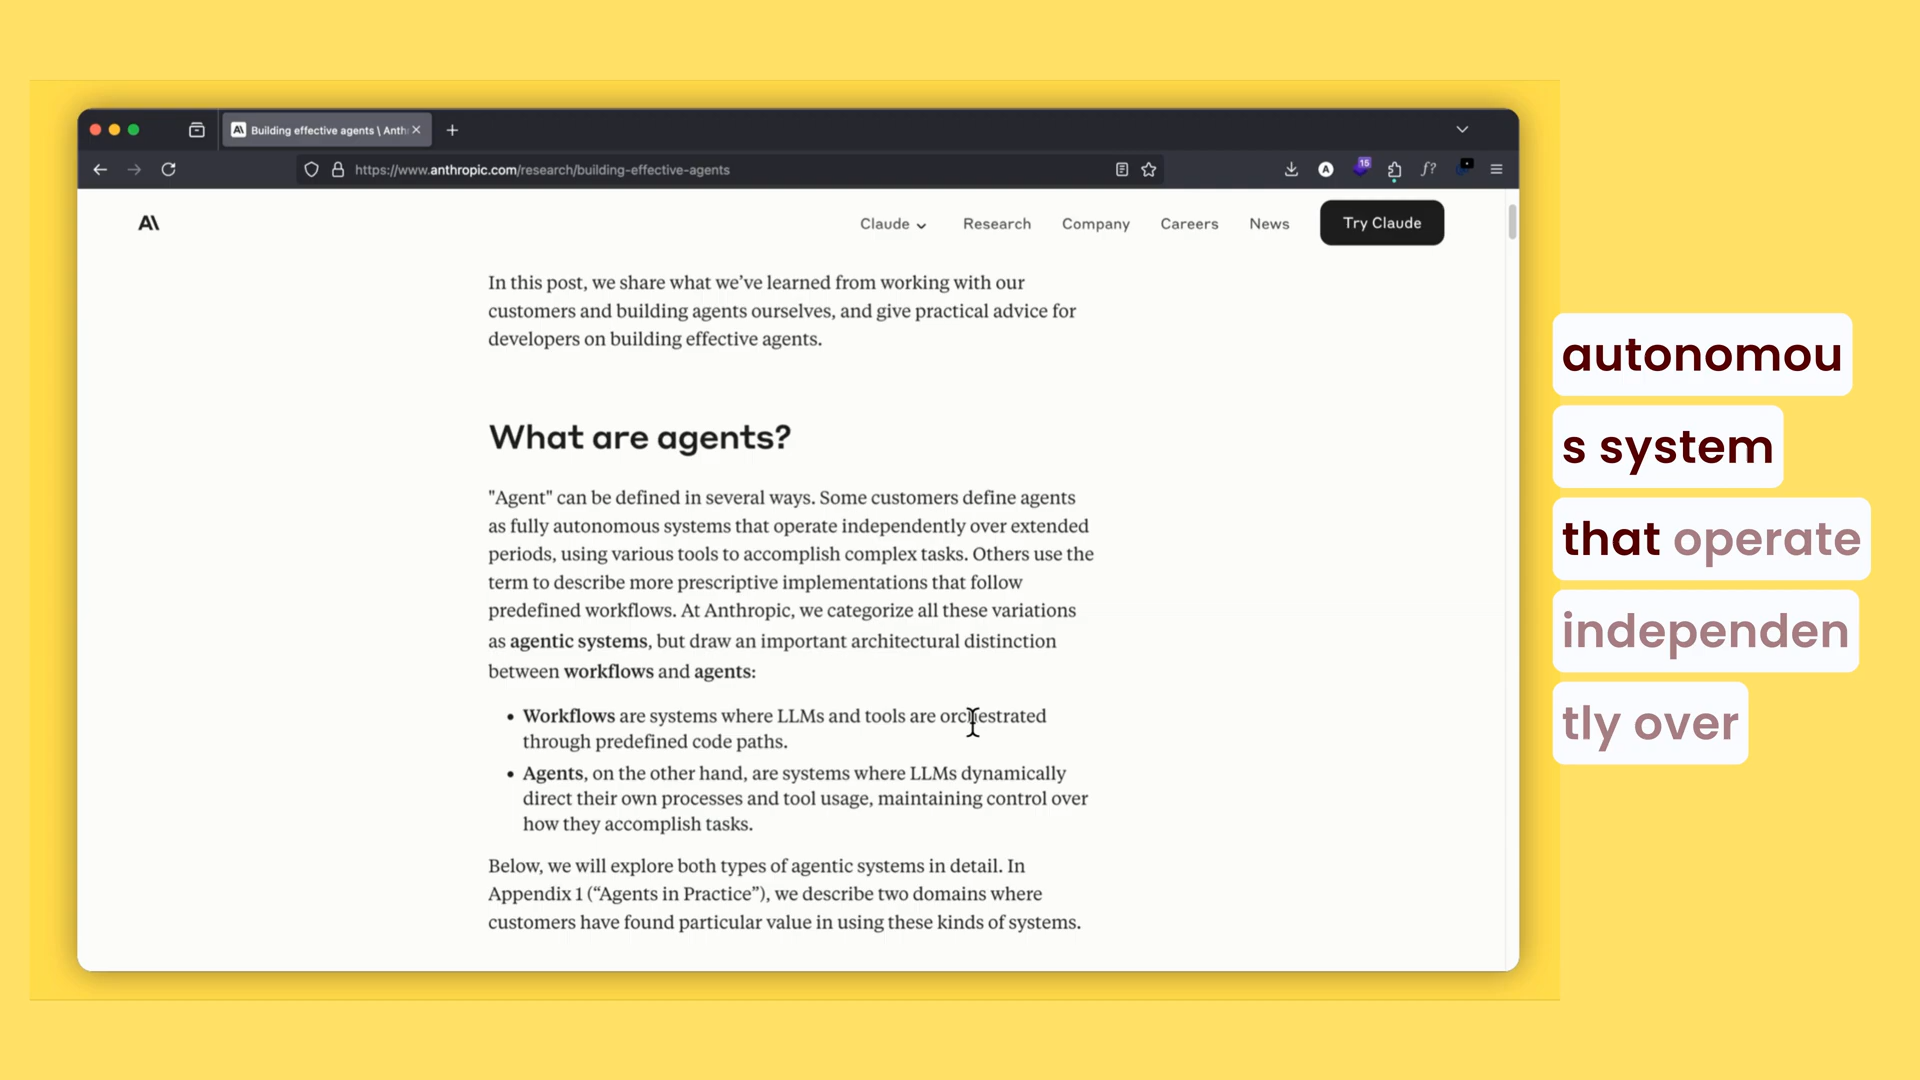 Building effective agents \ Anth
https://www.anthropic.com/research/building-effective-agents
A
15
f?
A\
Claude
Research
Company
Careers
News
Try Claude
In this post, we share what we’ve learned from working with our
customers and building agents ourselves, and give practical advice for
developers on building effective agents.
What are agents?
"Agent" can be defined in several ways. Some customers define agents
as fully autonomous systems that operate independently over extended
periods, using various tools to accomplish complex tasks. Others use the
term to describe more prescriptive implementations that follow
predefined workflows. At Anthropic, we categorize all these variations
as agentic systems, but draw an important architectural distinction
between workflows and agents:
• Workflows are systems where LLMs and tools are orchestrated
through predefined code paths.
• Agents, on the other hand, are systems where LLMs dynamically
direct their own processes and tool usage, maintaining control over
how they accomplish tasks.
Below, we will explore both types of agentic systems in detail. In
Appendix 1 (“Agents in Practice”), we describe two domains where
customers have found particular value in using these kinds of systems.
autonomou
s system
that operate
independen
tly over